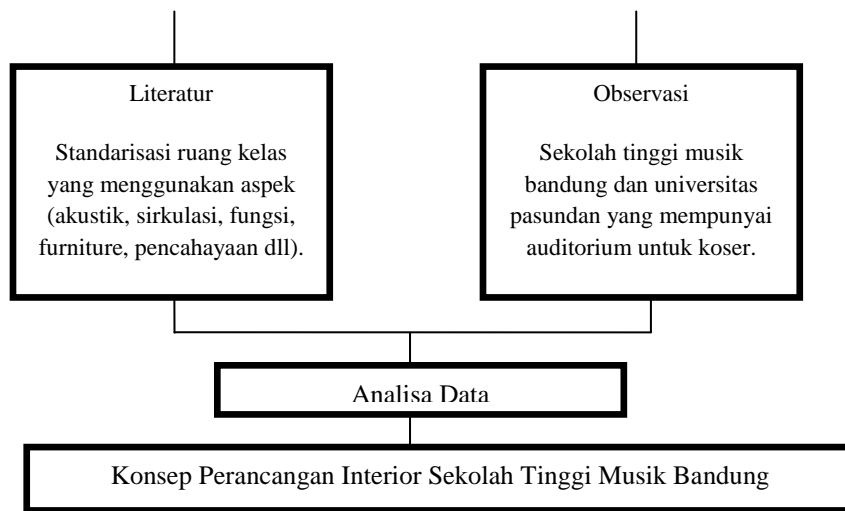 Literatur
Standarisasi ruang kelas
yang menggunakan aspek
(akustik, sirkulasi, fungsi,
furniture, pencahayaan dll).
Observasi
Sekolah tinggi musik
bandung dan universitas
pasundan yang mempunyai
auditorium untuk koser.
Analisa Data
Konsep Perancangan Interior Sekolah Tinggi Musik Bandung